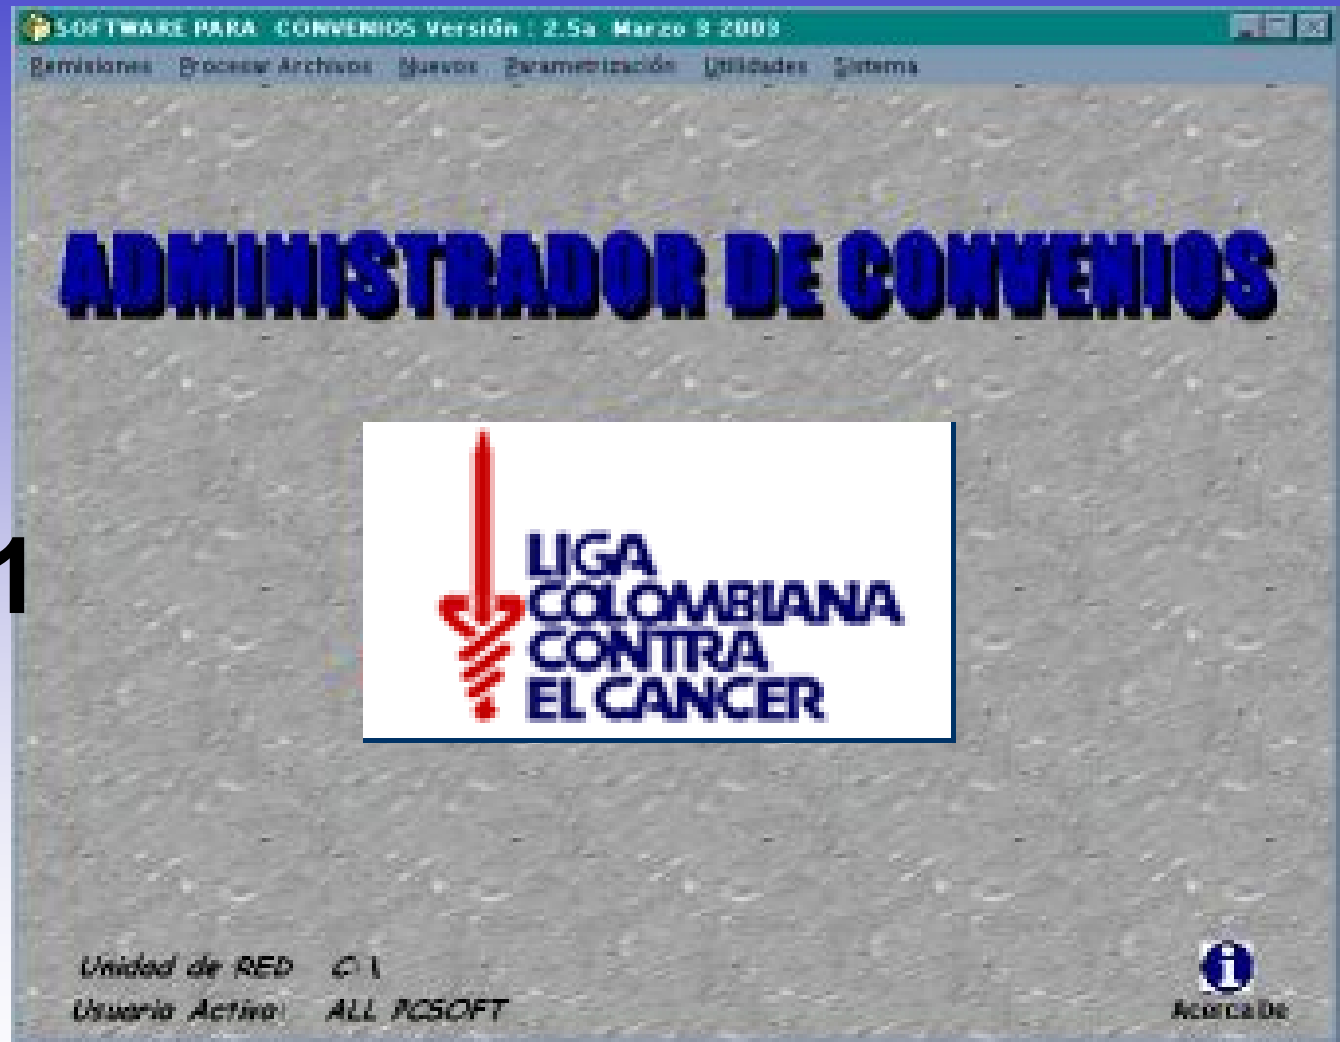 SOFTWARE PARA CONVENIOS Versión : 2.5a Marzo 3 2003
Remisiones Procesar Archivos Nuevos Parametrización Utilidades Sistema
ADMINISTRADOR DE CONVENIOS
1
LIGA
COLOMBIANA
CONTRA
EL CANCER
Unidad de RED C:\
Usuario Activo: ALL PCSOFT
Acerca De